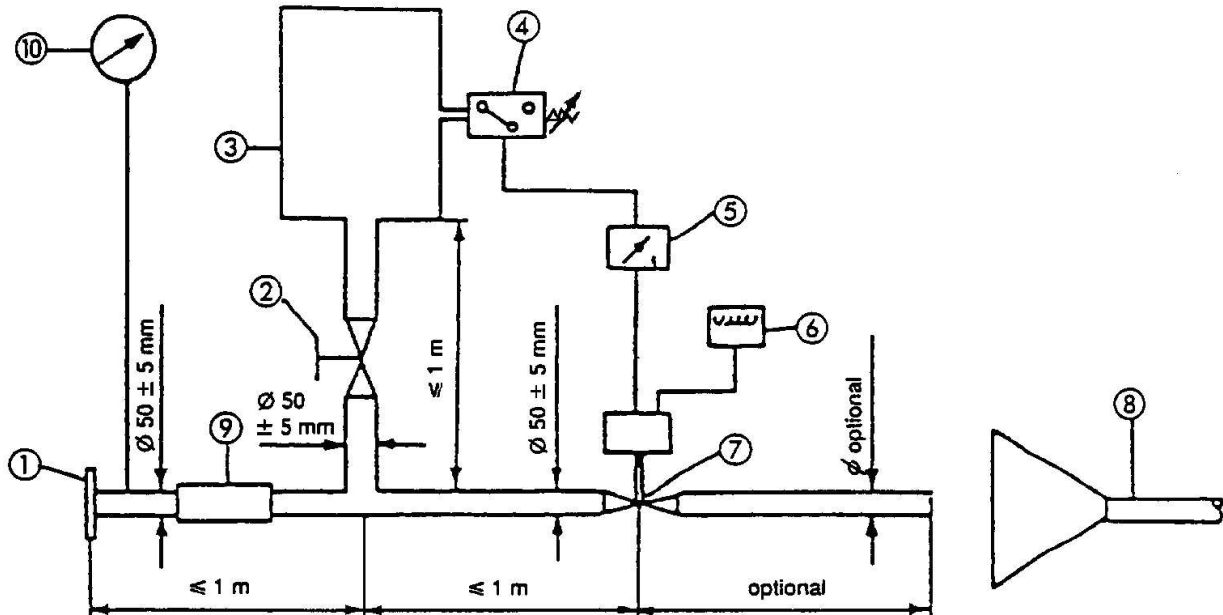 ⑩
④
③
⑤
②
⑥
Ø 50 ± 5 mm
Ø 50
± 5 mm
≤ 1 m
Ø 50 ± 5 mm
Ø optional
⑨
⑦
⑧
①
≤ 1 m
≤ 1 m
optional